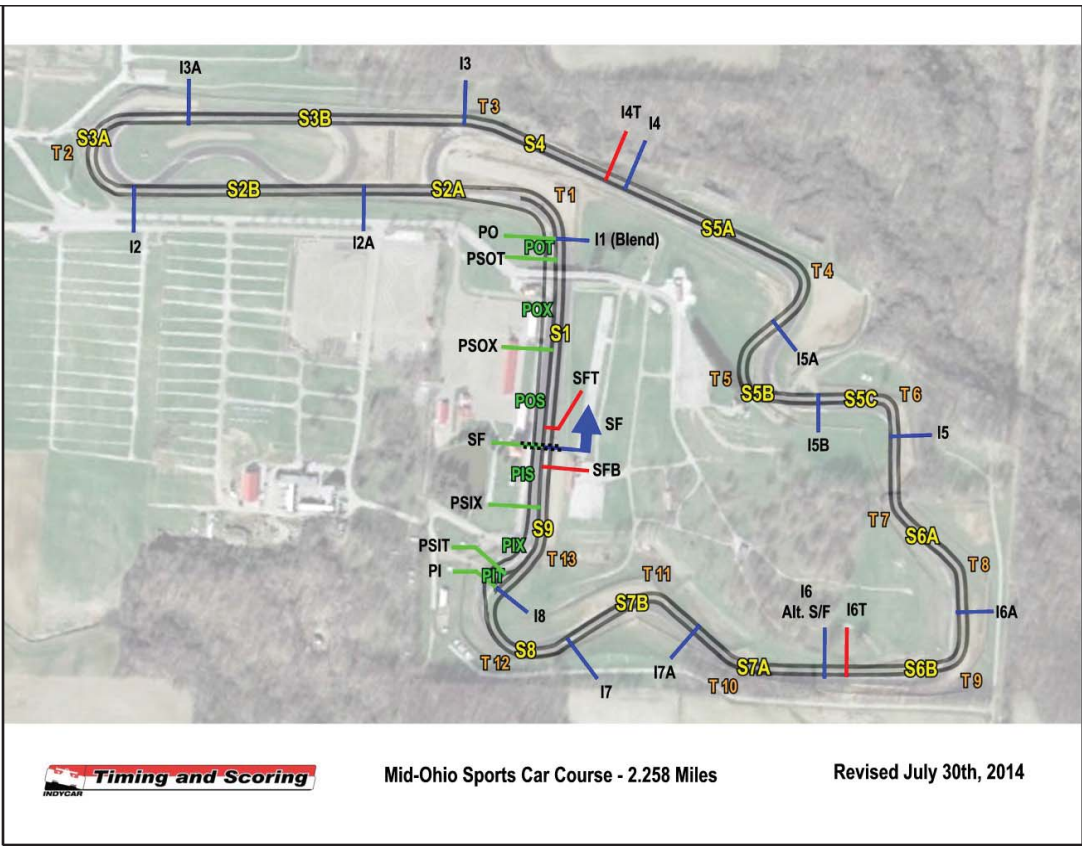 I3A
I3
T 3
I4T
I4
S3A
S3B
S4
T 2
S2B
S2A
T 1
S5A
I2
I2A
PO
POT
I1 (Blend)
PSOT
T 4
POX
S1
PSOX
I5A
SFT
T 5
S5B
S5C
T 6
POS
SF
SF
I5B
I5
PIS
SFB
PSIX
S9
T 7
S6A
PSIT
PIX
T 13
T 8
PI
PIT
T 11
I6
Alt. S/F
I6T
I6A
I8
S7B
S8
T 12
I7
I7A
S7A
T 10
S6B
T 9
INDYCAR
Timing and Scoring
Mid-Ohio Sports Car Course - 2.258 Miles
Revised July 30th, 2014